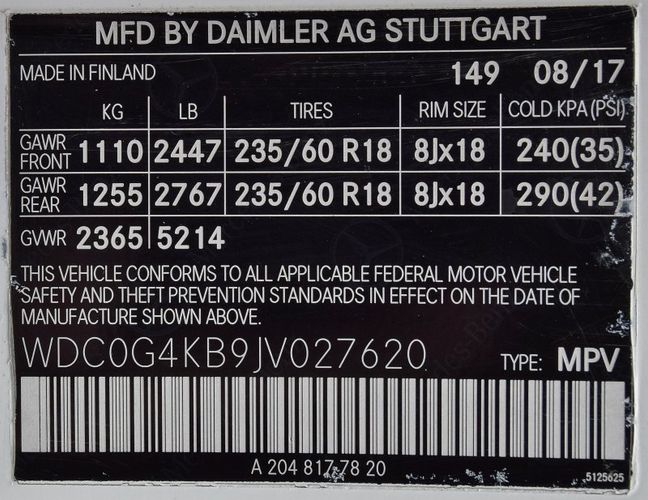 MFD BY DAIMLER AG STUTTGART
MADE IN FINLAND 149 08/17
KG LB TIRES RIM SIZE COLD KPA(PSI)
GAWR FRONT 1110 2447 235/60 R18 8Jx18 240(35)
GAWR REAR 1255 2767 235/60 R18 8Jx18 290(42)
GVWR 2365 5214
THIS VEHICLE CONFORMS TO ALL APPLICABLE FEDERAL MOTOR VEHICLE
SAFETY AND THEFT PREVENTION STANDARDS IN EFFECT ON THE DATE OF
MANUFACTURE SHOWN ABOVE.
WDC0G4KB9JV027620 TYPE: MPV
A 204 817 78 20
5125625